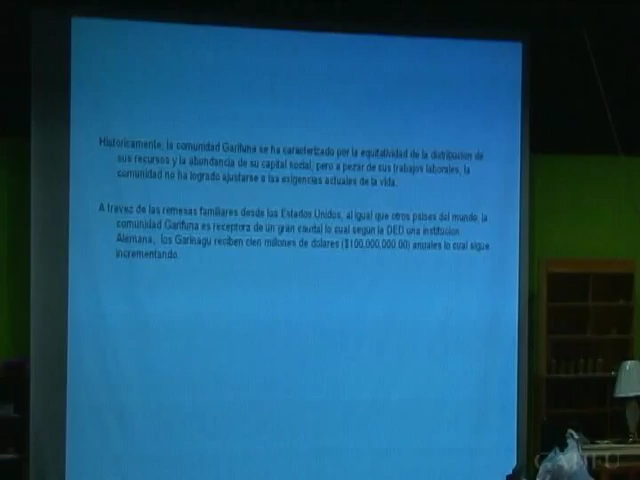 Historicamente, la comunidad Garifuna se ha caracterizado por la equitatividad de la distribucion de
sus recursos y la abundancia de su capital social, pero a pezar de sus trabajos laborales, la
comunidad no ha logrado ajustarse a las exigencias actuales de la vida.
A travez de las remesas familiares desde los Estados Unidos, al igual que otros paises del mundo, la
comunidad Garifuna es receptora de un gran caudal lo cual según la DED una institucion
Alemana, los Garinagu reciben cien millones de dolares ($100,000,000.00) anuales lo cual sigue
incrementando.